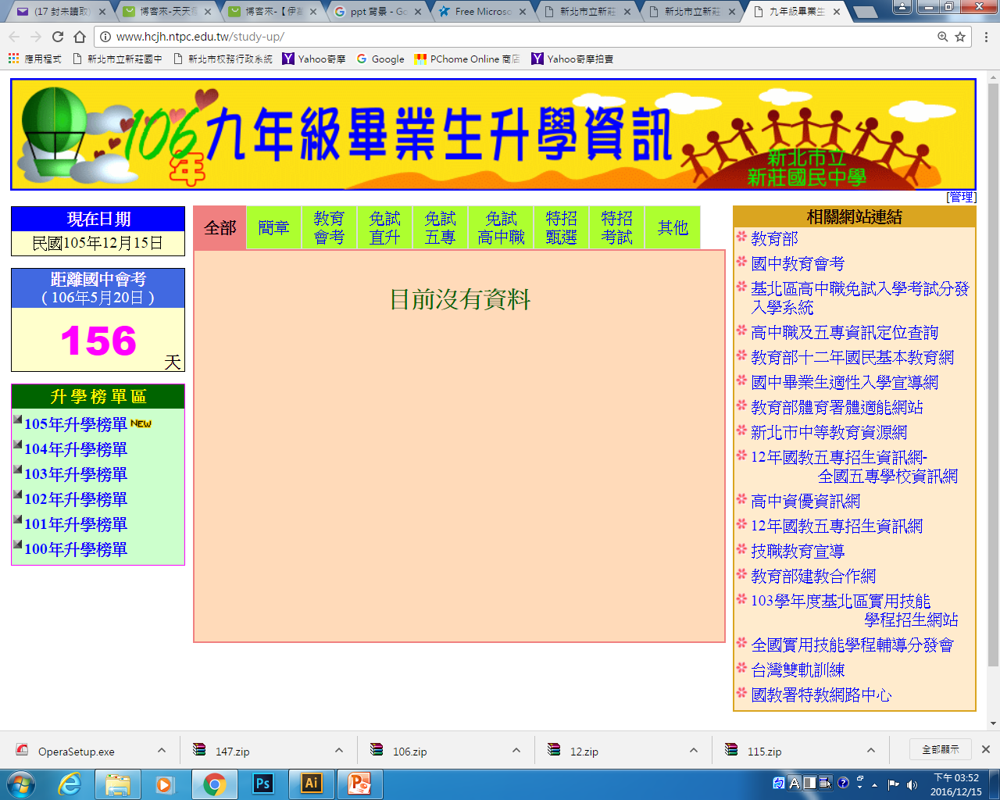 (17 封未讀取)
博客來-天天
博客來-【伊
ppt 背景 - Go
Free Microso
新北市立新莊
新北市立新莊
九年級畢業生
www.hcjh.ntpc.edu.tw/study-up/
應用程式
新北市立新莊國中
新北市校務行政系統
Yahoo奇摩
Google
PChome Online 商店
Yahoo奇摩拍賣
106年九年級畢業生升學資訊
新北市立
新莊國民中學
[管理]
現在日期
民國105年12月15日
距離國中會考
( 106年5月20日 )
156
天
升 學 榜 單 區
105年升學榜單 NEW
104年升學榜單
103年升學榜單
102年升學榜單
101年升學榜單
100年升學榜單
全部
簡章
教育
會考
免試
直升
免試
五專
免試
高中職
特招
甄選
特招
考試
其他
目前沒有資料
相關網站連結
教育部
國中教育會考
基北區高中職免試入學考試分發
入學系統
高中職及五專資訊定位查詢
教育部十二年國民基本教育網
國中畢業生適性入學宣導網
教育部體育署體適能網站
新北市中等教育資源網
12年國教五專招生資訊網-
全國五專學校資訊網
高中資優資訊網
12年國教五專招生資訊網
技職教育宣導
教育部建教合作網
103學年度基北區實用技能
學程招生網站
全國實用技能學程輔導分發會
台灣雙軌訓練
國教署特教網路中心
OperaSetup.exe
147.zip
106.zip
12.zip
115.zip
全部顯示
Ps
Ai
A
下午 03:52
2016/12/15